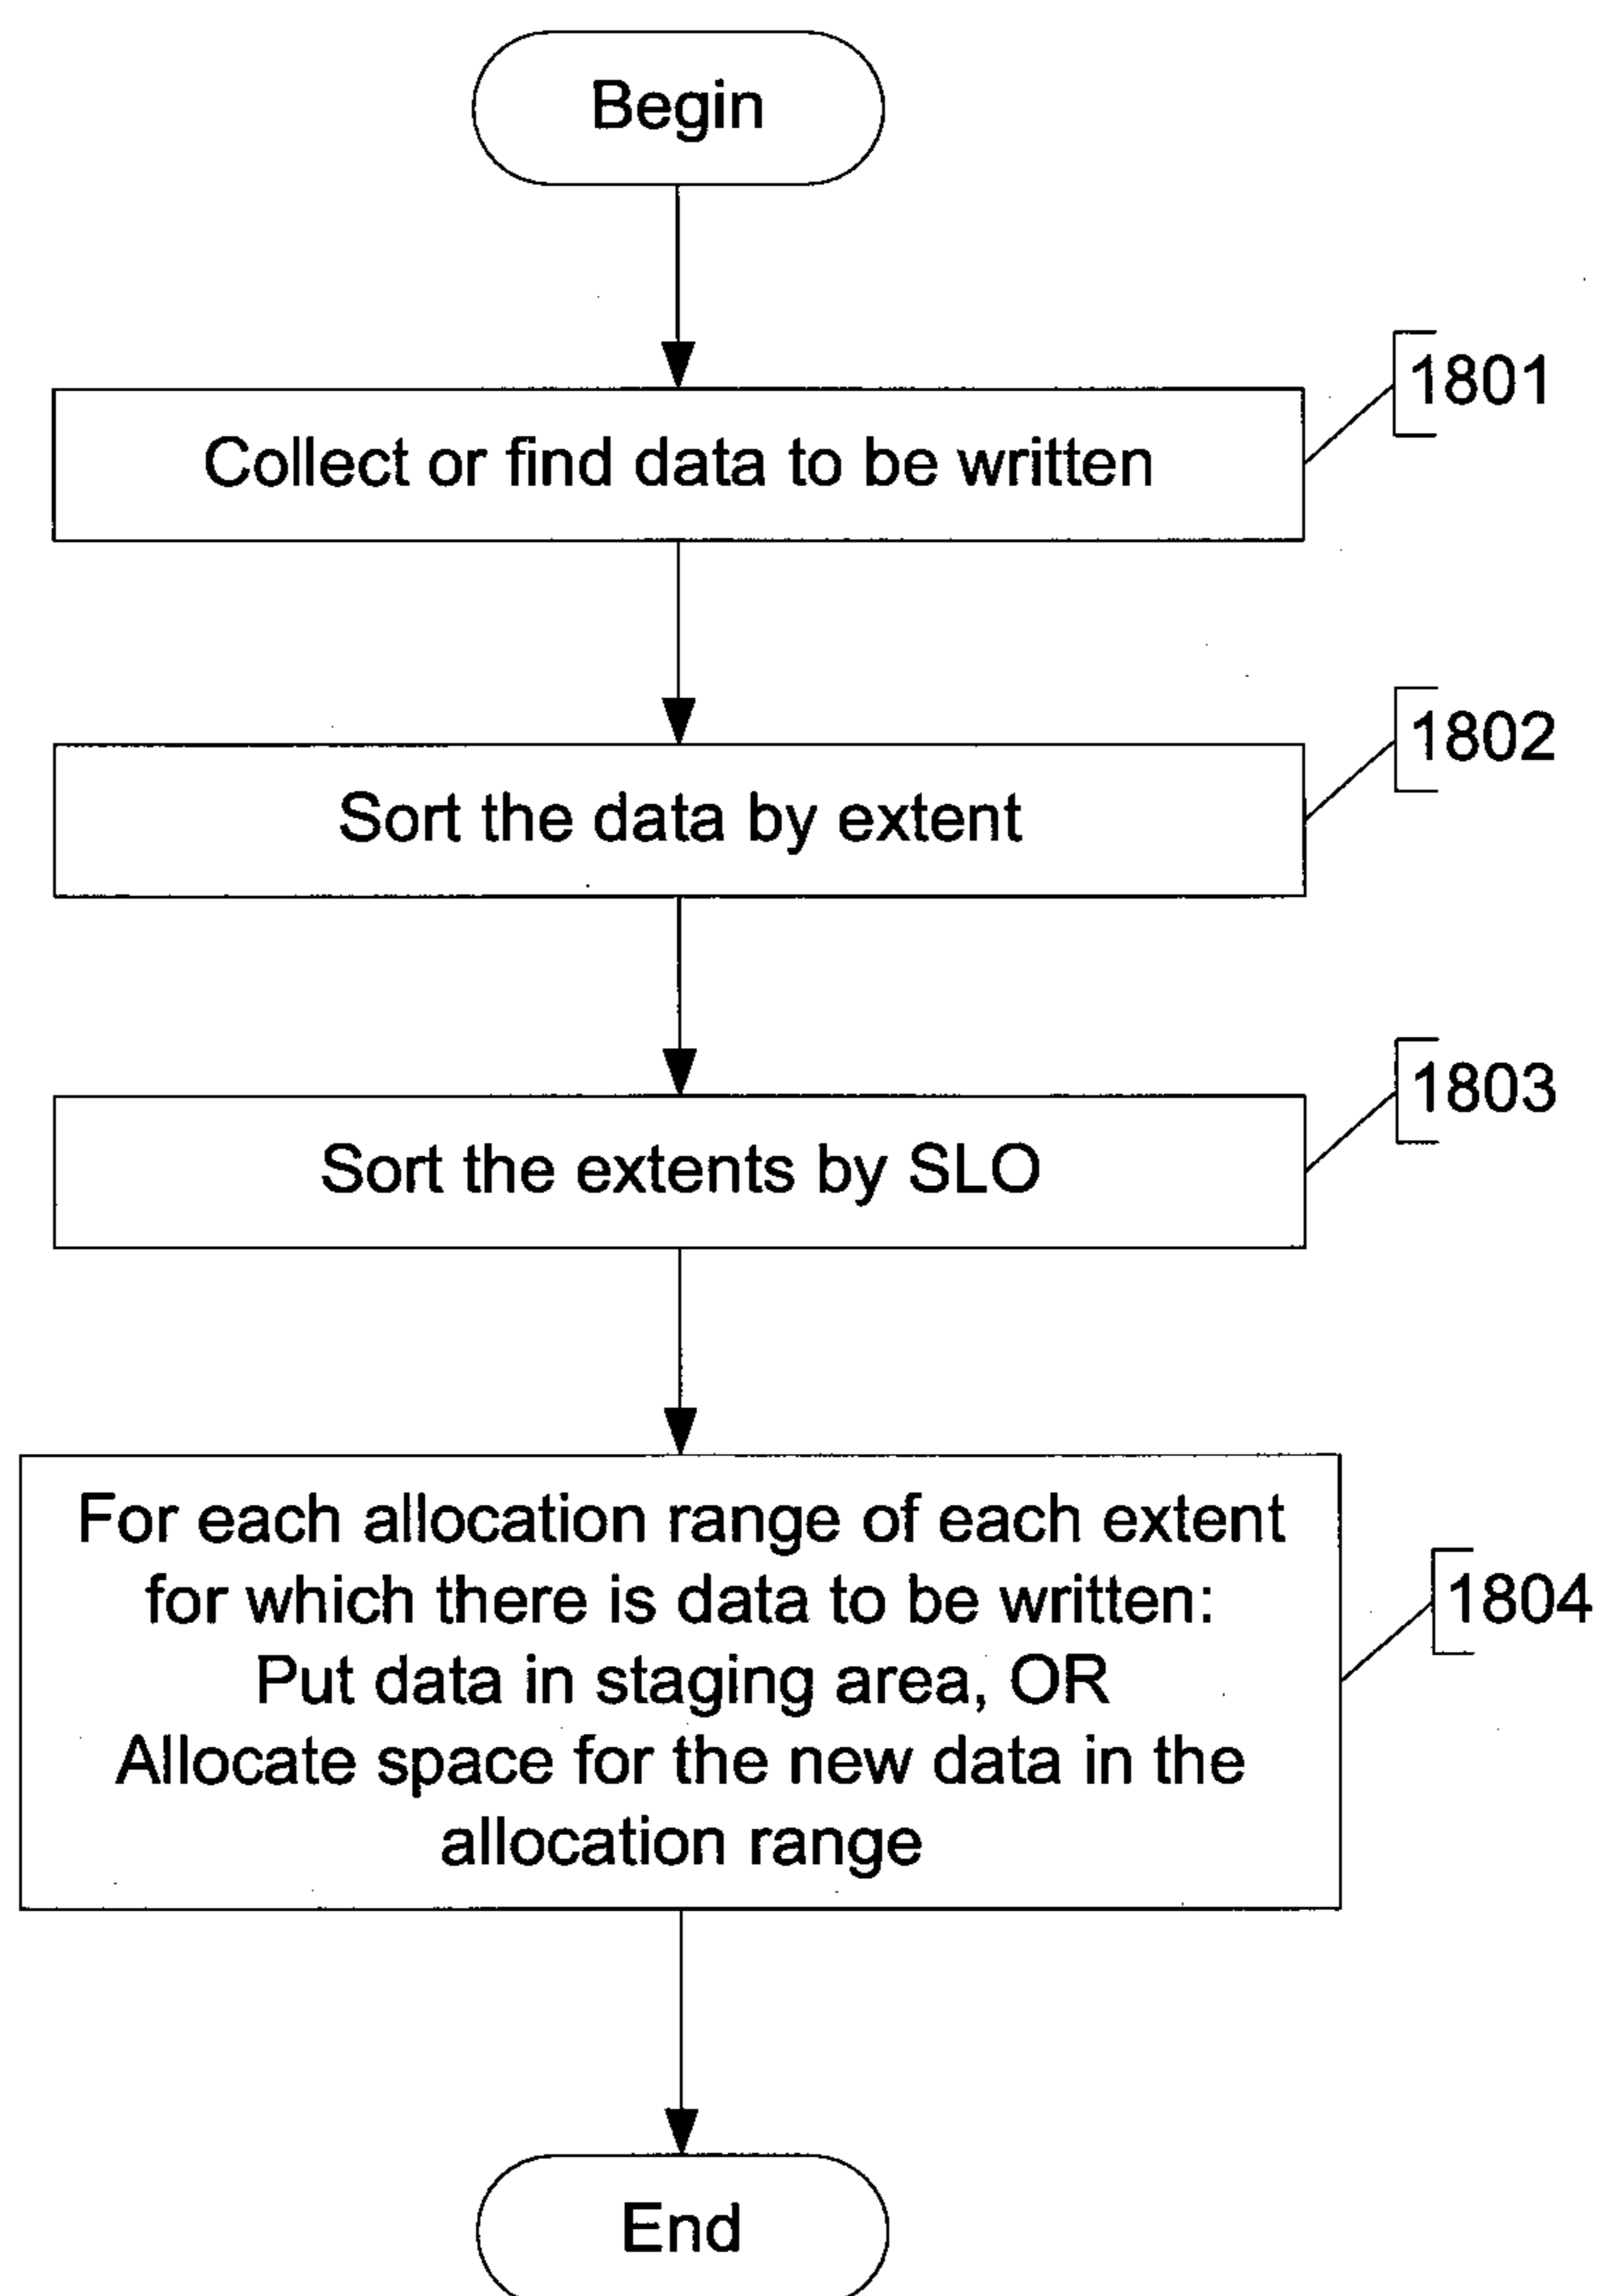 Begin
1801
Collect or find data to be written
1802
Sort the data by extent
1803
Sort the extents by SLO
For each allocation range of each extent
for which there is data to be written:
1804
Put data in staging area, OR
Allocate space for the new data in the
allocation range
End